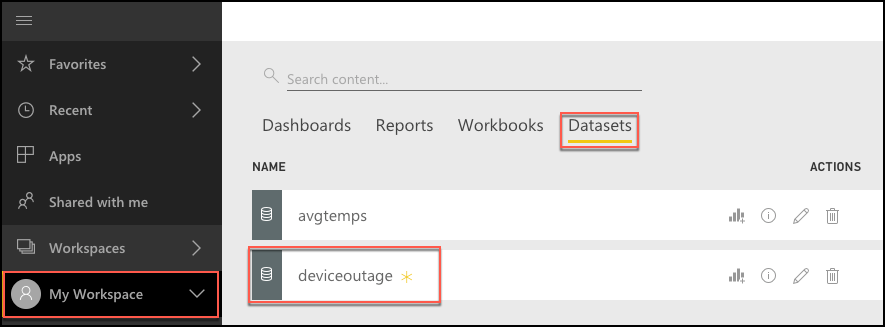 Favorites
Recent
Apps
Shared with me
Workspaces
My Workspace
Search content...
Dashboards Reports Workbooks Datasets
NAME ACTIONS
avgtemps
deviceoutage